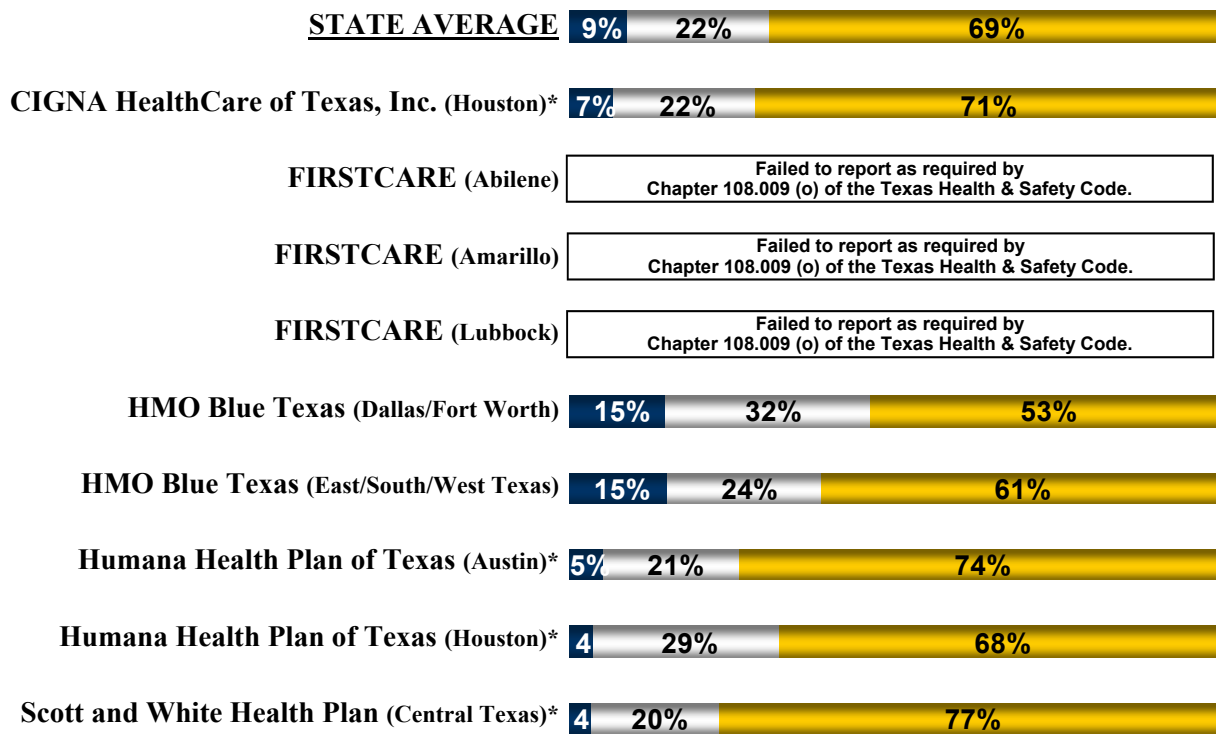 STATE AVERAGE 9% 22% 69%
CIGNA HealthCare of Texas, Inc. (Houston)* 7% 22% 71%
FIRSTCARE (Abilene) Failed to report as required by
Chapter 108.009 (o) of the Texas Health & Safety Code.
FIRSTCARE (Amarillo) Failed to report as required by
Chapter 108.009 (o) of the Texas Health & Safety Code.
FIRSTCARE (Lubbock) Failed to report as required by
Chapter 108.009 (o) of the Texas Health & Safety Code.
HMO Blue Texas (Dallas/Fort Worth) 15% 32% 53%
HMO Blue Texas (East/South/West Texas) 15% 24% 61%
Humana Health Plan of Texas (Austin)* 5% 21% 74%
Humana Health Plan of Texas (Houston)* 4 29% 68%
Scott and White Health Plan (Central Texas)* 4 20% 77%